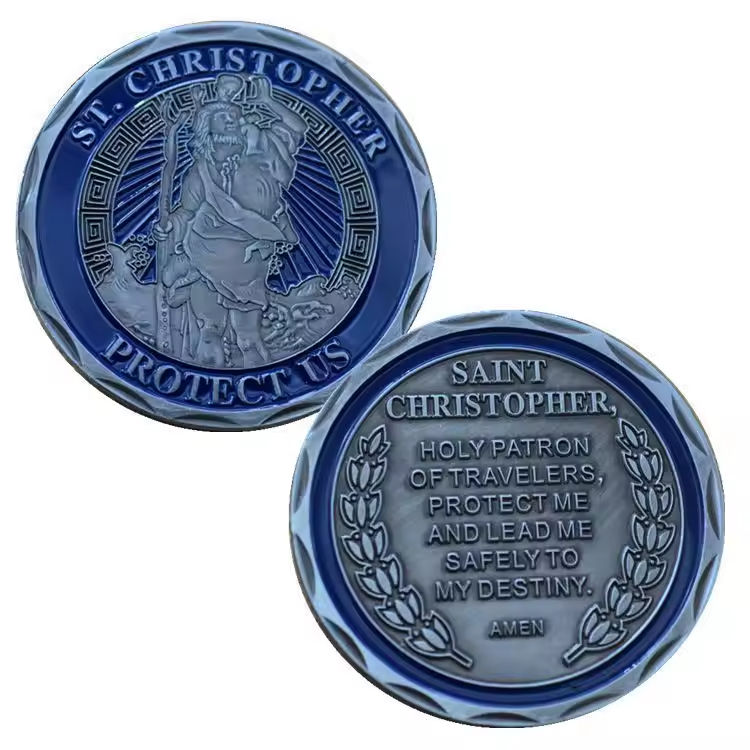 ST. CHRISTOPHER
PROTECT US
SAINT
CHRISTOPHER,
HOLY PATRON
OF TRAVELERS,
PROTECT ME
AND LEAD ME
SAFELY TO
MY DESTINY.
AMEN